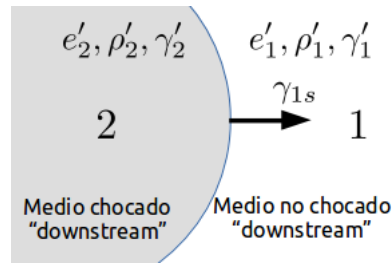 e′₂, ρ′₂, γ′₂
e′₁, ρ′₁, γ′₁
γ₁ₛ
2
1
Medio chocado
“downstream”
Medio no chocado
“downstream”